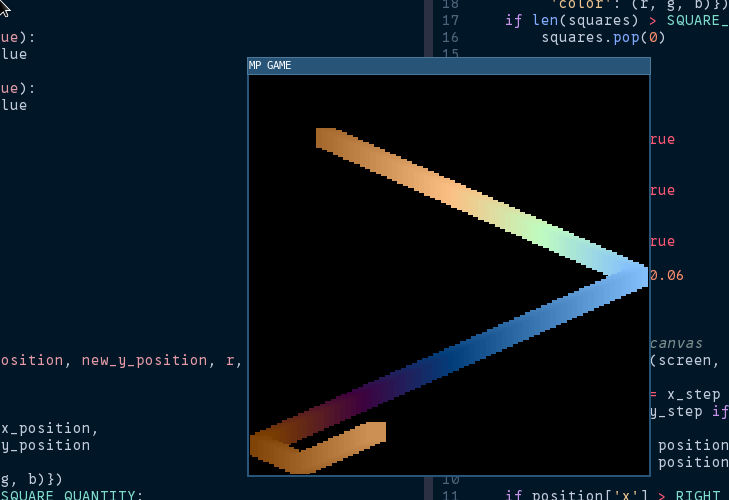 ue):
lue
ue):
lue
osition, new_y_position, r,
x_position,
y_position
g, b)})
SQUARE_QUANTITY:
MP GAME
18 'color': (r, g, b)})
17 if len(squares) > SQUARE_
16 squares.pop(0)
15
rue
rue
rue
0.06
canvas
(screen,
= x_step
y_step if
position
position
10
11 if position['x'] > RIGHT_